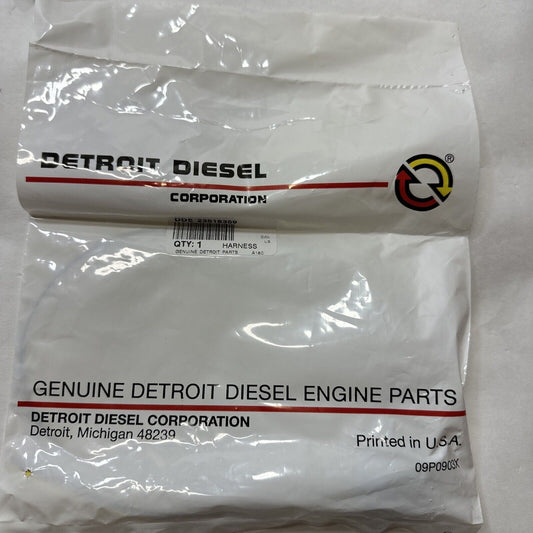 DETROIT DIESEL
®
CORPORATION
QTY: 1 HARNESS
GENUINE DETROIT PARTS A180
GENUINE DETROIT DIESEL ENGINE PARTS
DETROIT DIESEL CORPORATION
Detroit, Michigan 48239
Printed in U.S.A.